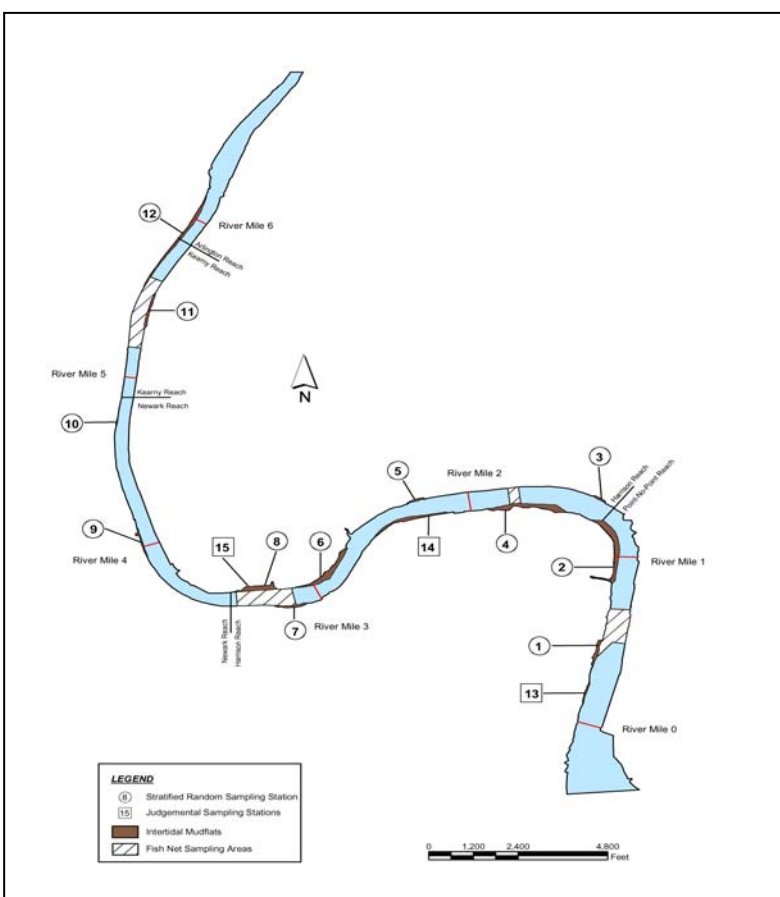 12
River Mile 6
Arlington Reach
Kearny Reach
11
River Mile 5
Kearny Reach
Newark Reach
N
10
5
River Mile 2
3
Harrison Reach
Point-No-Point Reach
9
River Mile 4
15
8
6
14
4
2
River Mile 1
Newark Reach
Harrison Reach
7
River Mile 3
1
13
River Mile 0
LEGEND
8 Stratified Random Sampling Station
15 Judgemental Sampling Stations
Intertidal Mudflats
Fish Net Sampling Areas
0 1,200 2,400 4,800
Feet